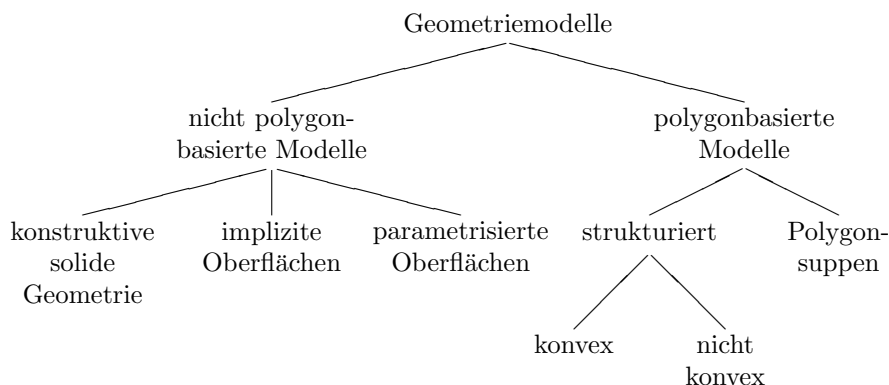 Geometriemodelle
nicht polygon-
basierte Modelle
polygonbasierte
Modelle
konstruktive
solide
Geometrie
implizite
Oberflächen
parametrisierte
Oberflächen
strukturiert
Polygon-
suppen
konvex
nicht
konvex